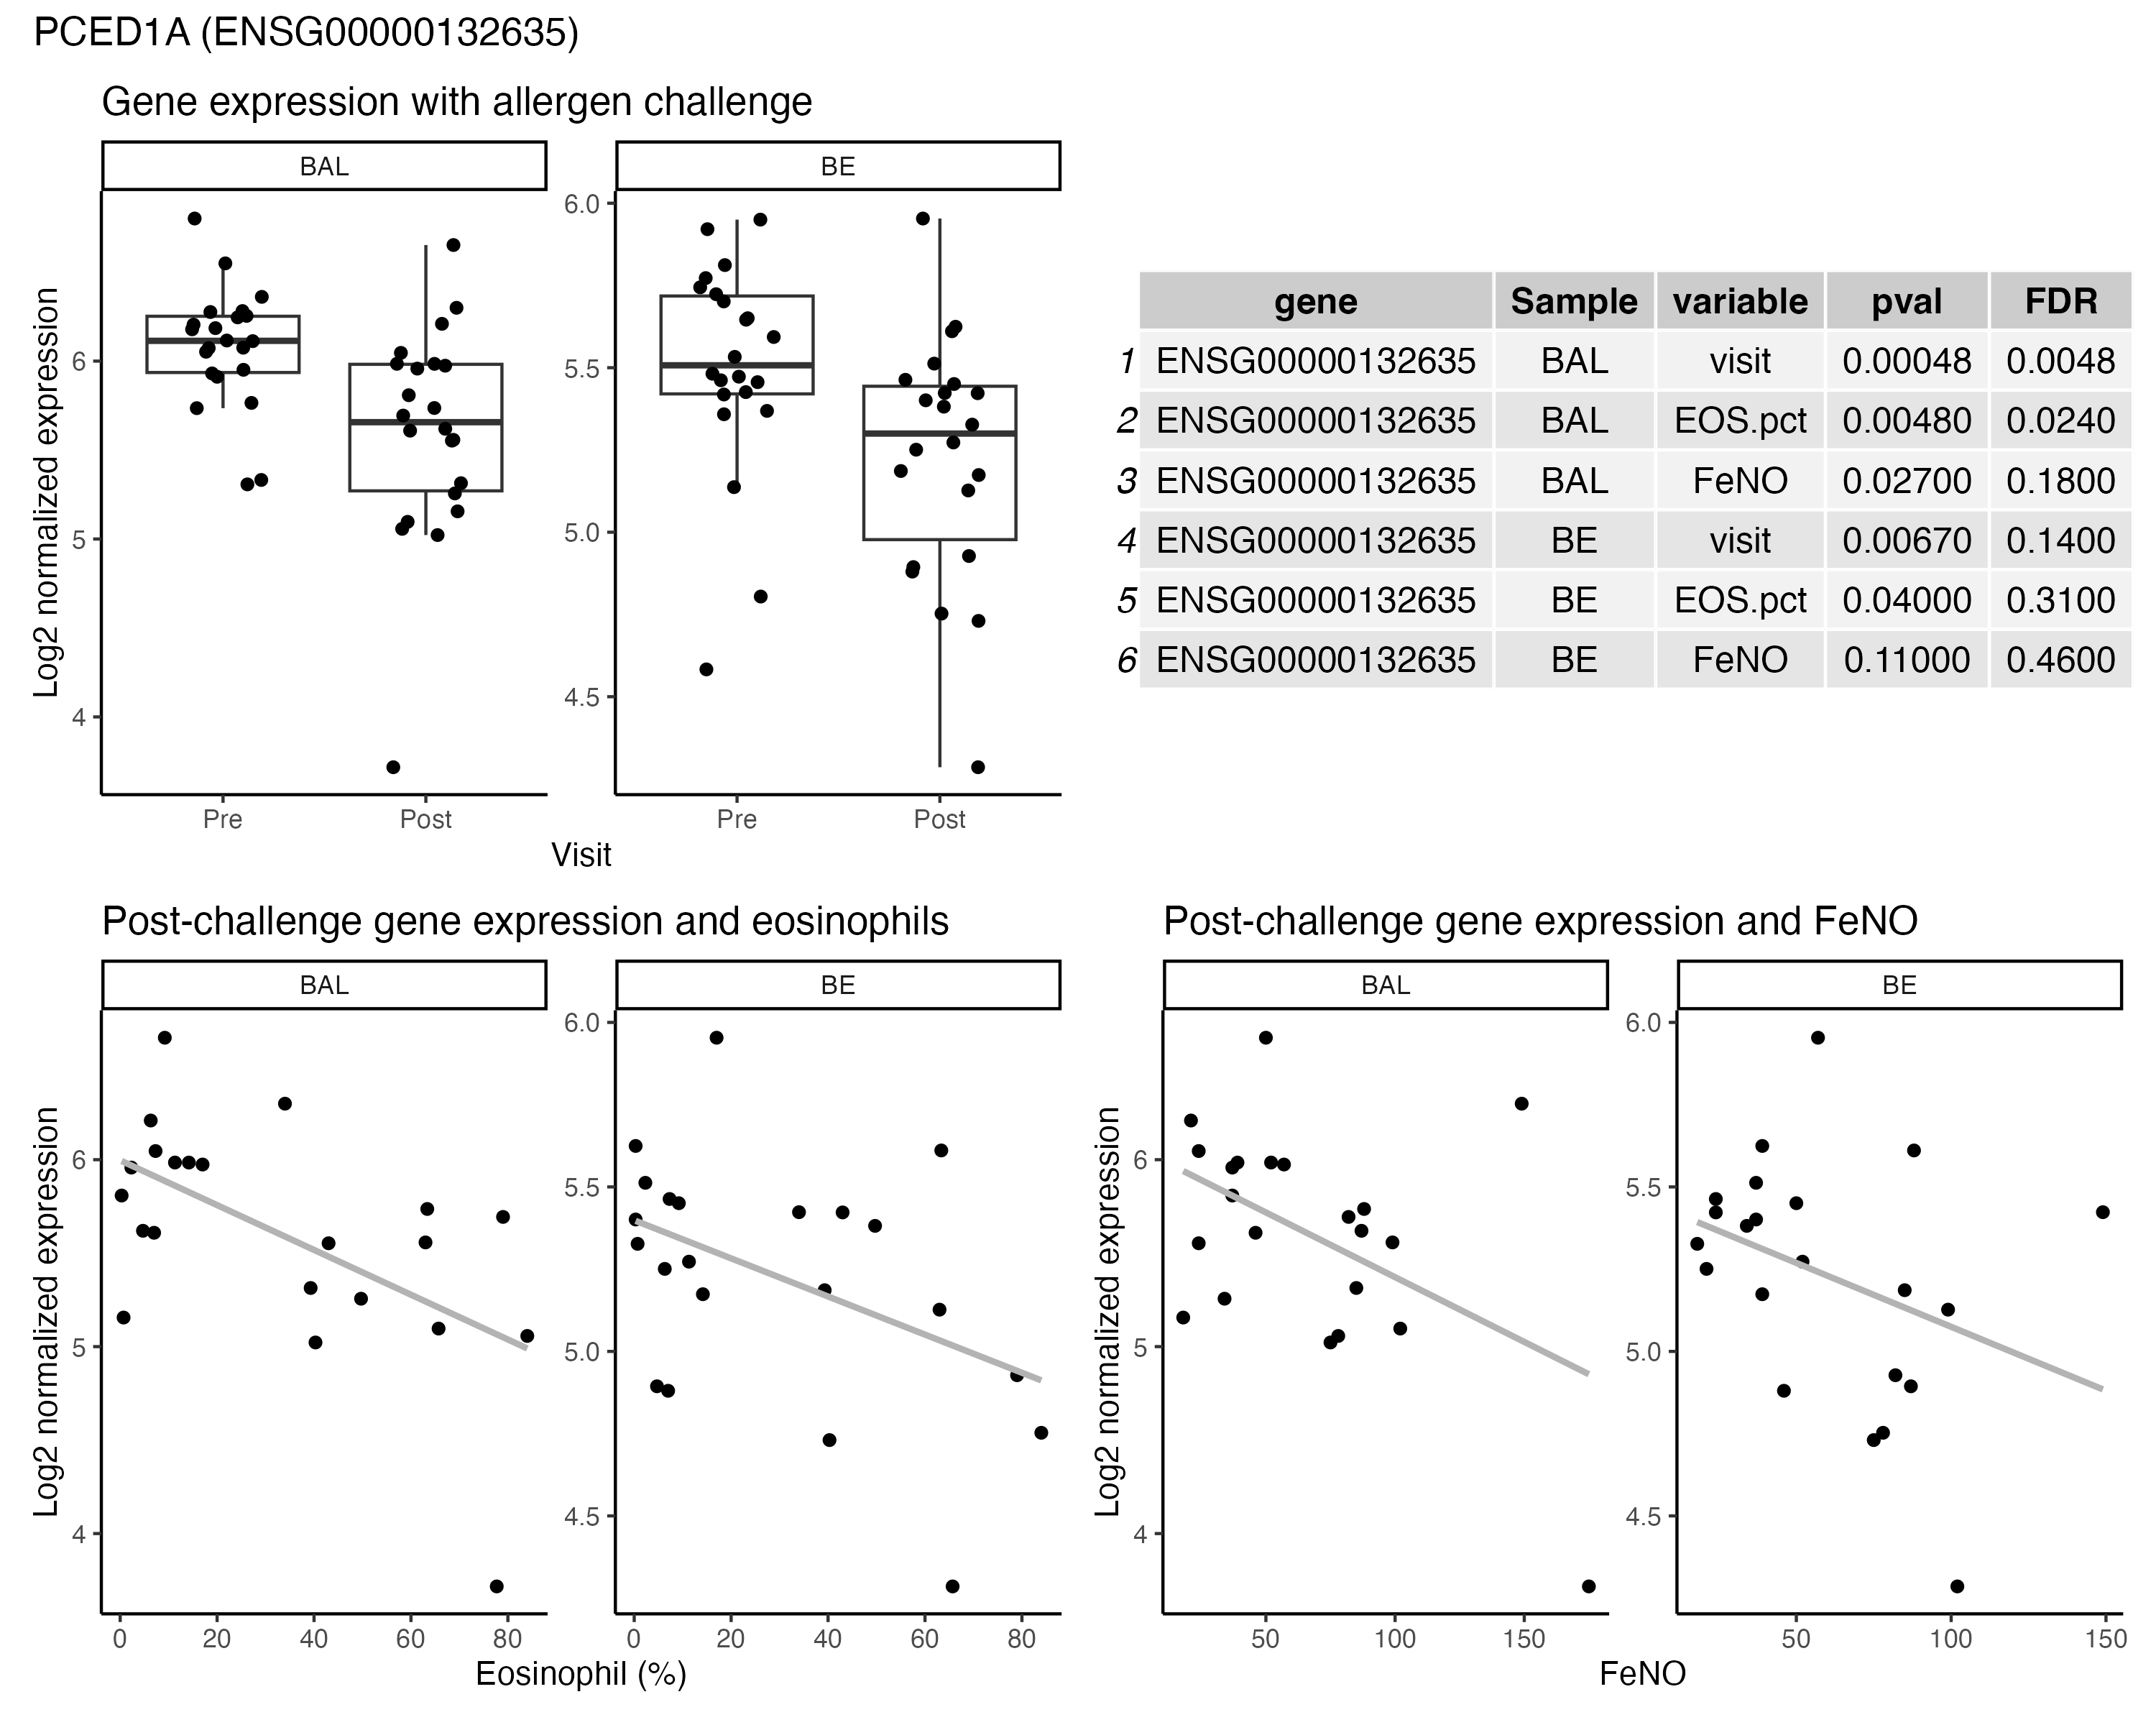 PCED1A (ENSG00000132635)
Gene expression with allergen challenge
BAL
BE
Log2 normalized expression
6
5
4
6.0
5.5
5.0
4.5
Pre
Post
Pre
Post
Visit
gene Sample variable pval FDR
1 ENSG00000132635 BAL visit 0.00048 0.0048
2 ENSG00000132635 BAL EOS.pct 0.00480 0.0240
3 ENSG00000132635 BAL FeNO 0.02700 0.1800
4 ENSG00000132635 BE visit 0.00670 0.1400
5 ENSG00000132635 BE EOS.pct 0.04000 0.3100
6 ENSG00000132635 BE FeNO 0.11000 0.4600
Post-challenge gene expression and eosinophils
BAL
BE
Log2 normalized expression
6
5
4
6.0
5.5
5.0
4.5
0 20 40 60 80
0 20 40 60 80
Eosinophil (%)
Post-challenge gene expression and FeNO
BAL
BE
Log2 normalized expression
6
5
4
6.0
5.5
5.0
4.5
50 100 150
50 100 150
FeNO